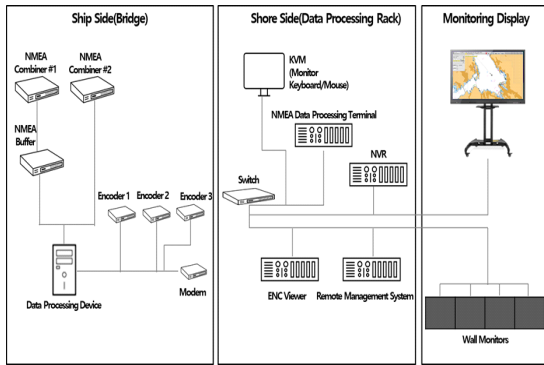 Ship Side(Bridge)
NMEA
Combiner #1
NMEA
Combiner #2
NMEA
Buffer
Encoder 1
Encoder 2
Encoder 3
Modem
Data Processing Device
Shore Side(Data Processing Rack)
KVM
(Monitor
Keyboard/Mouse)
NMEA Data Processing Terminal
NVR
Switch
ENC Viewer
Remote Management System
Monitoring Display
Wall Monitors